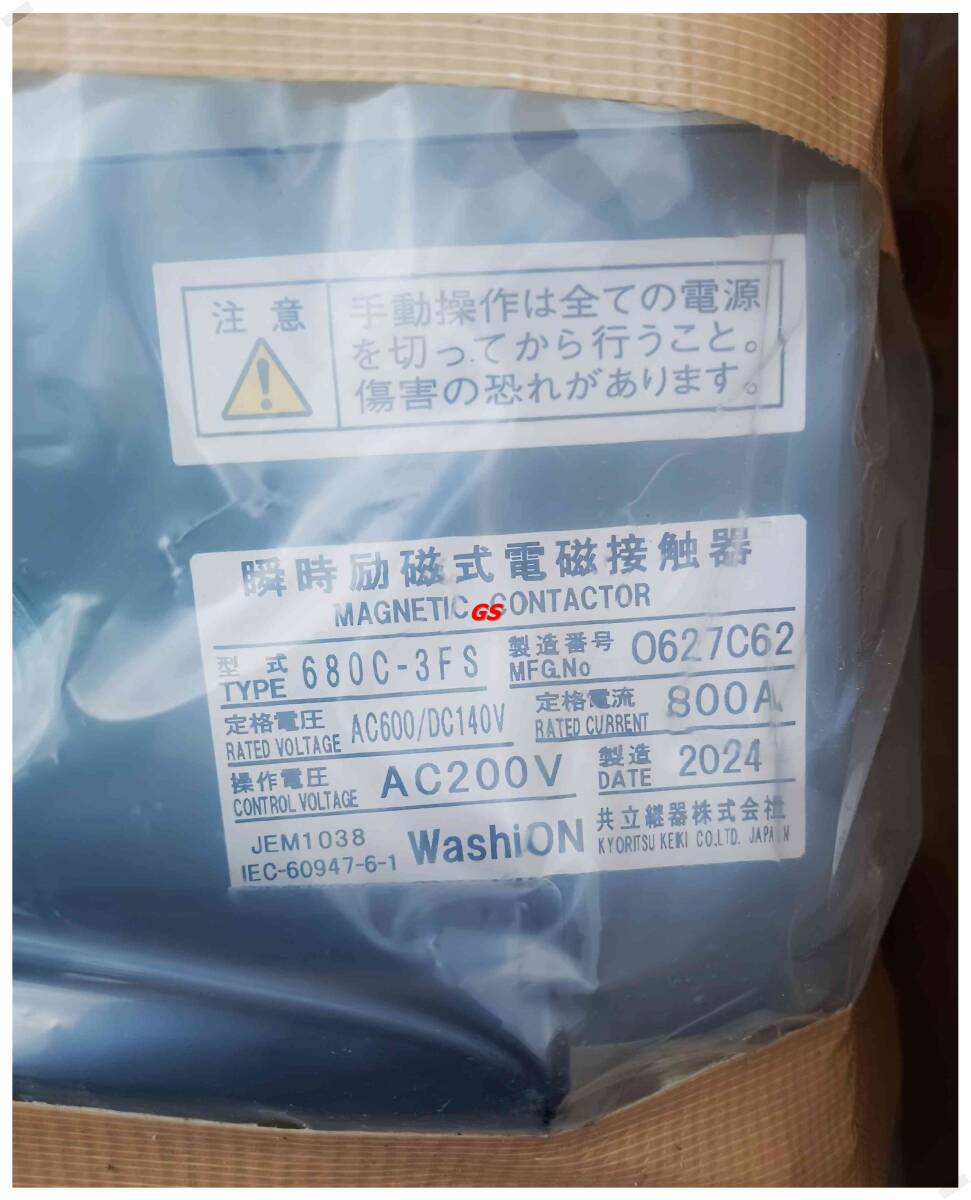 注意
手動操作は全ての電源
を切ってから行うこと。
傷害の恐れがあります。
瞬時励磁式電磁接触器
MAGNETIC CONTACTOR
GS
型式 TYPE 680C-3FS 製造番号 MFG.No 0627C62
定格電圧 RATED VOLTAGE AC600/DC140V 定格電流 RATED CURRENT 800A
操作電圧 CONTROL VOLTAGE AC200V 製造 DATE 2024
JEM1038
IEC-60947-6-1
WashiON
共立継器株式会社
KYORITSU KEIKI CO.LTD. JAPAN